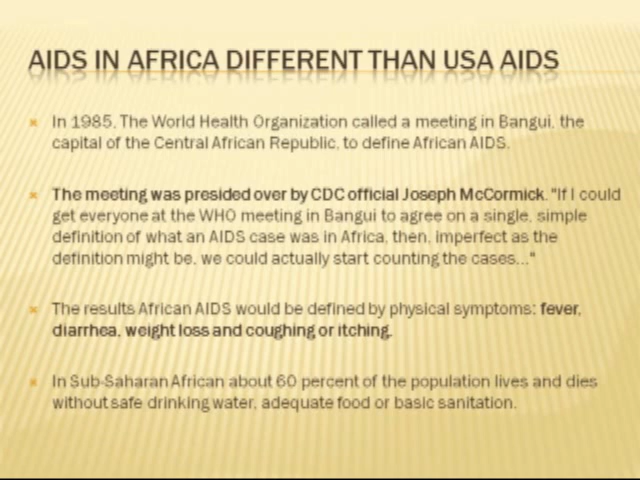 AIDS IN AFRICA DIFFERENT THAN USA AIDS
In 1985, The World Health Organization called a meeting in Bangui, the
capital of the Central African Republic, to define African AIDS.
The meeting was presided over by CDC official Joseph McCormick. "If I could
get everyone at the WHO meeting in Bangui to agree on a single, simple
definition of what an AIDS case was in Africa, then, imperfect as the
definition might be, we could actually start counting the cases..."
The results African AIDS would be defined by physical symptoms: fever,
diarrhea, weight loss and coughing or itching.
In Sub-Saharan African about 60 percent of the population lives and dies
without safe drinking water, adequate food or basic sanitation.